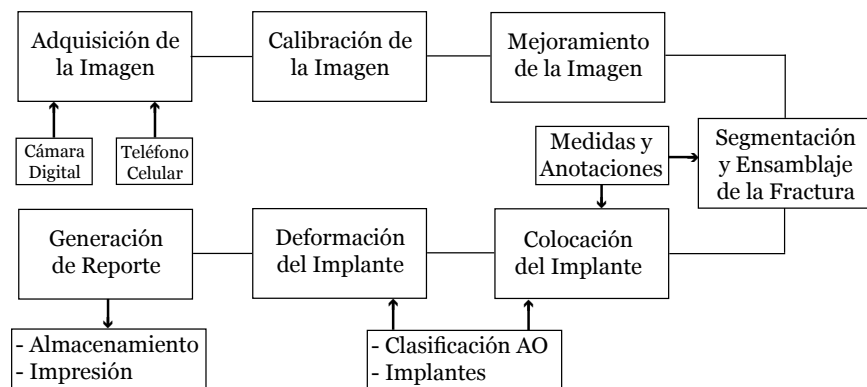 Adquisición de
la Imagen
Calibración de
la Imagen
Mejoramiento
de la Imagen
Cámara
Digital
Teléfono
Celular
Medidas y
Anotaciones
Segmentación
y Ensamblaje
de la Fractura
Generación
de Reporte
Deformación
del Implante
Colocación
del Implante
- Almacenamiento
- Impresión
- Clasificación AO
- Implantes